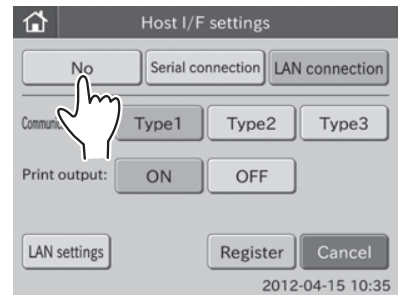 Host I/F settings
No Serial connection LAN connection
Type1 Type2 Type3
Print output: ON OFF
LAN settings Register Cancel
2012-04-15 10:35